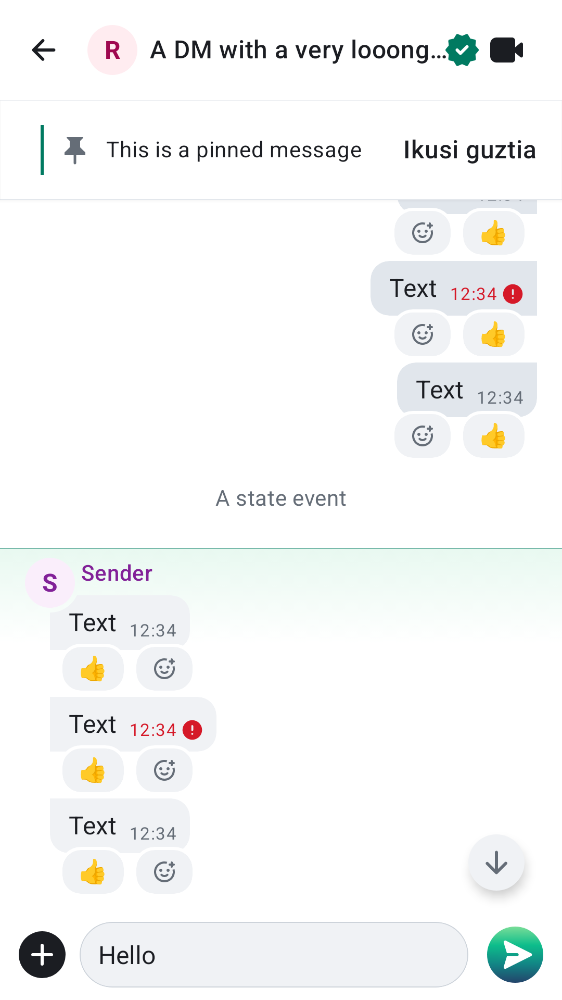 R
A DM with a very looong…
This is a pinned message
Ikusi guztia
Text 12:34
Text 12:34
A state event
S
Sender
Text 12:34
Text 12:34
Text 12:34
Hello